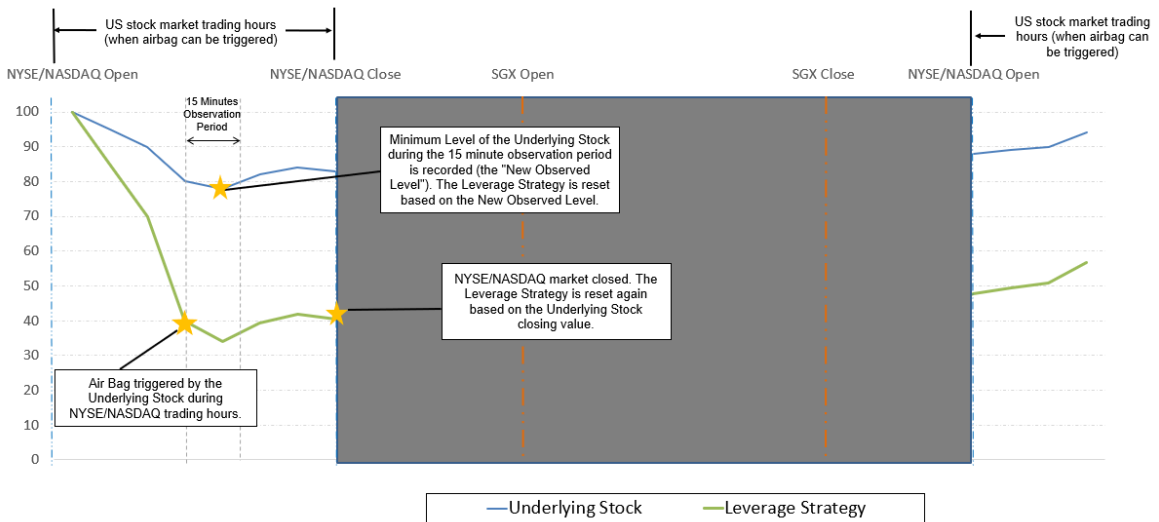 US stock market trading hours
(when airbag can be triggered)
US stock market trading
hours (when airbag can
be triggered)
NYSE/NASDAQ Open
NYSE/NASDAQ Close
SGX Open
SGX Close
NYSE/NASDAQ Open
15 Minutes
Observation
Period
100
90
80
70
60
50
40
30
20
10
0
Minimum Level of the Underlying Stock
during the 15 minute observation period
is recorded (the "New Observed
Level"). The Leverage Strategy is reset
based on the New Observed Level.
NYSE/NASDAQ market closed. The
Leverage Strategy is reset again
based on the Underlying Stock
closing value.
Air Bag triggered by the
Underlying Stock during
NYSE/NASDAQ trading hours.
Underlying Stock
Leverage Strategy